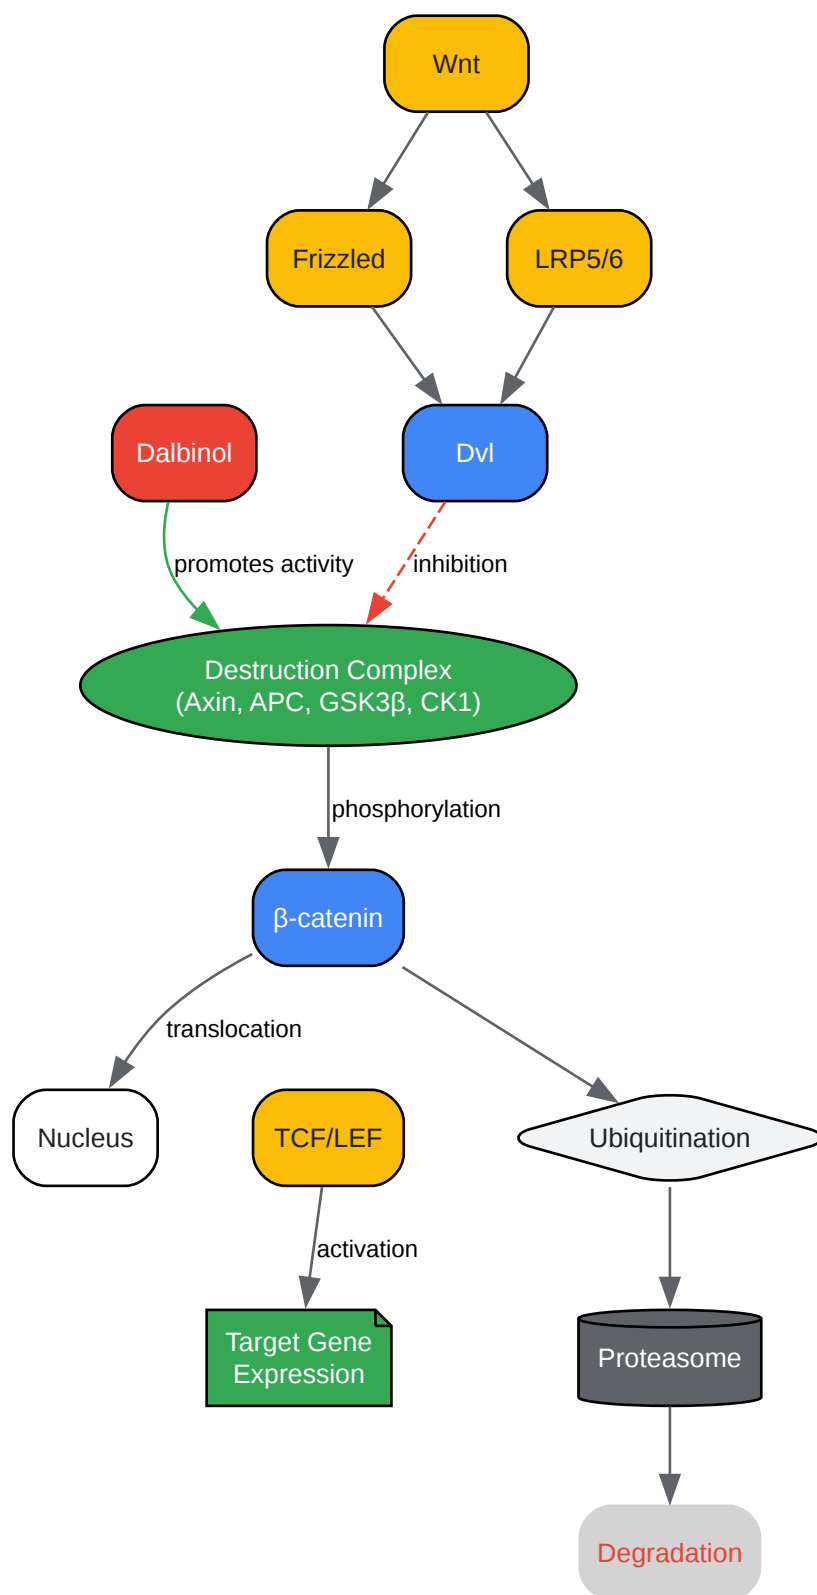 Wnt
Frizzled
LRP5/6
Dalbinol
Dvl
promotes activity
inhibition
Destruction Complex
(Axin, APC, GSK3β, CK1)
phosphorylation
β-catenin
translocation
Nucleus
TCF/LEF
Ubiquitination
activation
Target Gene
Expression
Proteasome
Degradation